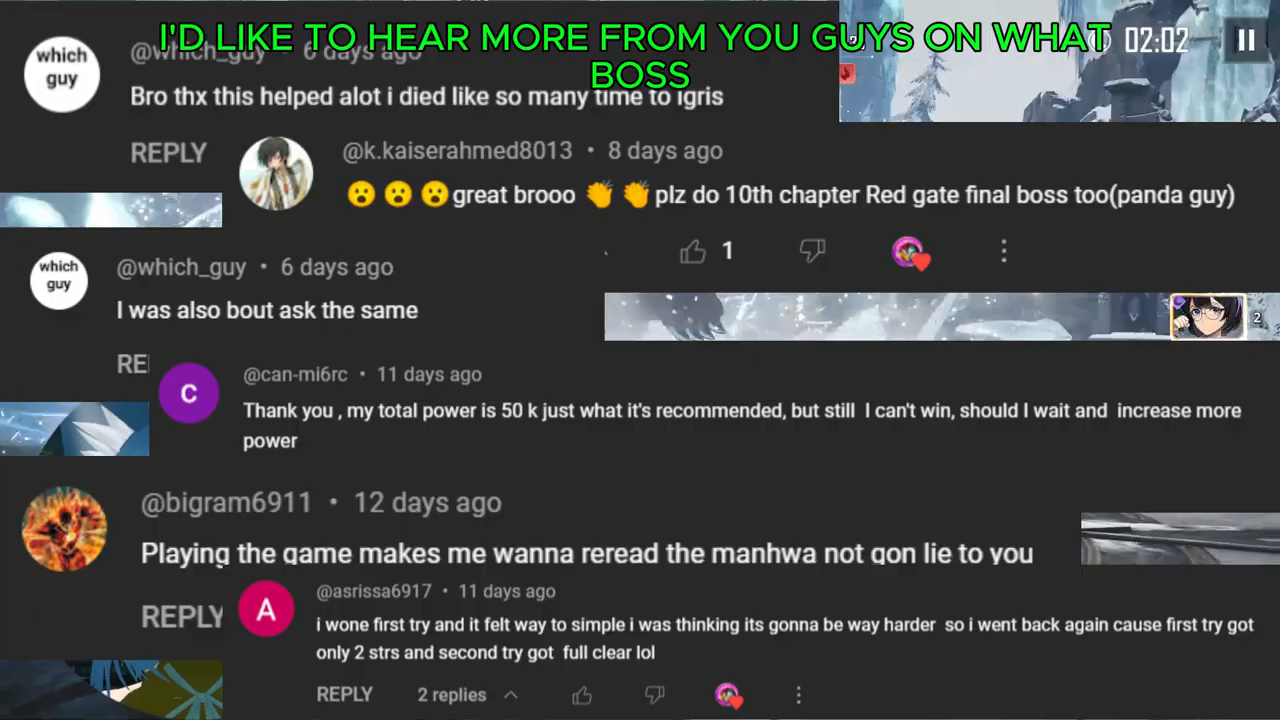 I'D LIKE TO HEAR MORE FROM YOU GUYS ON WHAT
BOSS
02:02
which
guy
@which_guy 6 days ago
Bro thx this helped alot i died like so many time to igris
REPLY
@k.kaiserahmed8013 • 8 days ago
😮 😮 😮great brooo 👏 👏 plz do 10th chapter Red gate final boss too(panda guy)
1
which
guy
@which_guy • 6 days ago
I was also bout ask the same
RE
2
C
@can-mi6rc • 11 days ago
Thank you , my total power is 50 k just what it's recommended, but still I can't win, should I wait and increase more
power
@bigram6911 • 12 days ago
Playing the game makes me wanna reread the manhwa not gon lie to you
REPLY
A
@asrissa6917 • 11 days ago
i wone first try and it felt way to simple i was thinking its gonna be way harder so i went back again cause first try got
only 2 strs and second try got full clear lol
REPLY 2 replies